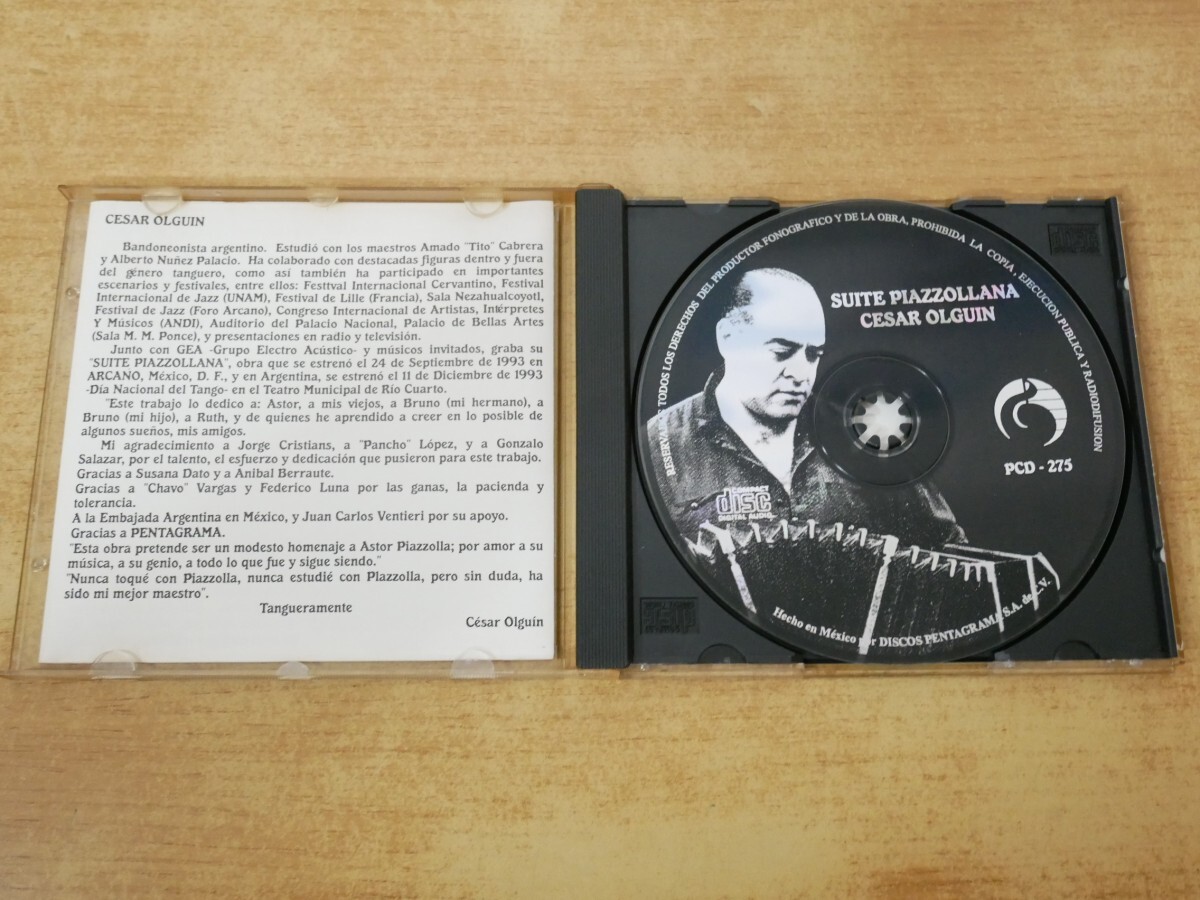 CESAR OLGUIN
Bandoneonista argentino. Estudió con los maestros Amado "Tito" Cabrera
y Alberto Nuñez Palacio. Ha colaborado con destacadas figuras dentro y fuera
del género tanguero, como así también ha participado en importantes
escenarios y festivales, entre ellos: Festtval Internacional Cervantino, Festival
Internacional de Jazz (UNAM), Festival de Lille (Francia), Sala Nezahualcoyotl,
Festival de Jazz (Foro Arcano), Congreso Internacional de Artistas, Intérpretes
Y Músicos (ANDI), Auditorio del Palacio Nacional, Palacio de Bellas Artes
(Sala M. M. Ponce), y presentaciones en radio y televisión.
Junto con GEA -Grupo Electro Acústico- y músicos invitados, graba su
"SUITE PIAZZOLLANA", obra que se estrenó el 24 de Septiembre de 1993 en
ARCANO, México, D. F., y en Argentina, se estrenó el 11 de Diciembre de 1993
-Día Nacional del Tango- en el Teatro Municipal de Río Cuarto.
"Este trabajo lo dedico a: Astor, a mis viejos, a Bruno (mi hermano), a
Bruno (mi hijo), a Ruth, y de quienes he aprendido a creer en lo posible de
algunos sueños, mis amigos.
Mi agradecimiento a Jorge Cristians, a "Pancho" López, y a Gonzalo
Salazar, por el talento, el esfuerzo y dedicación que pusieron para este trabajo.
Gracias a Susana Dato y a Anibal Berraute.
Gracias a "Chavo" Vargas y Federico Luna por las ganas, la pacienda y
tolerancia.
A la Embajada Argentina en México, y Juan Carlos Ventieri por su apoyo.
Gracias a PENTAGRAMA.
"Esta obra pretende ser un modesto homenaje a Astor Piazzolla; por amor a su
música, a su genio, a todo lo que fue y sigue siendo."
"Nunca toqué con Piazzolla, nunca estudié con Plazzolla, pero sin duda, ha
sido mi mejor maestro".
Tangueramente
César Olguín
TODOS LOS DERECHOS DEL PRODUCTOR FONOGRAFICO Y DE LA OBRA, PROHIBIDA LA COPIA, EJECUCION PUBLICA Y RADIODIFUSION
SUITE PIAZZOLLANA
CESAR OLGUIN
PCD - 275
COMPACT
disc
DIGITAL AUDIO
Hecho en México por DISCOS PENTAGRAMA S.A. de C.V.